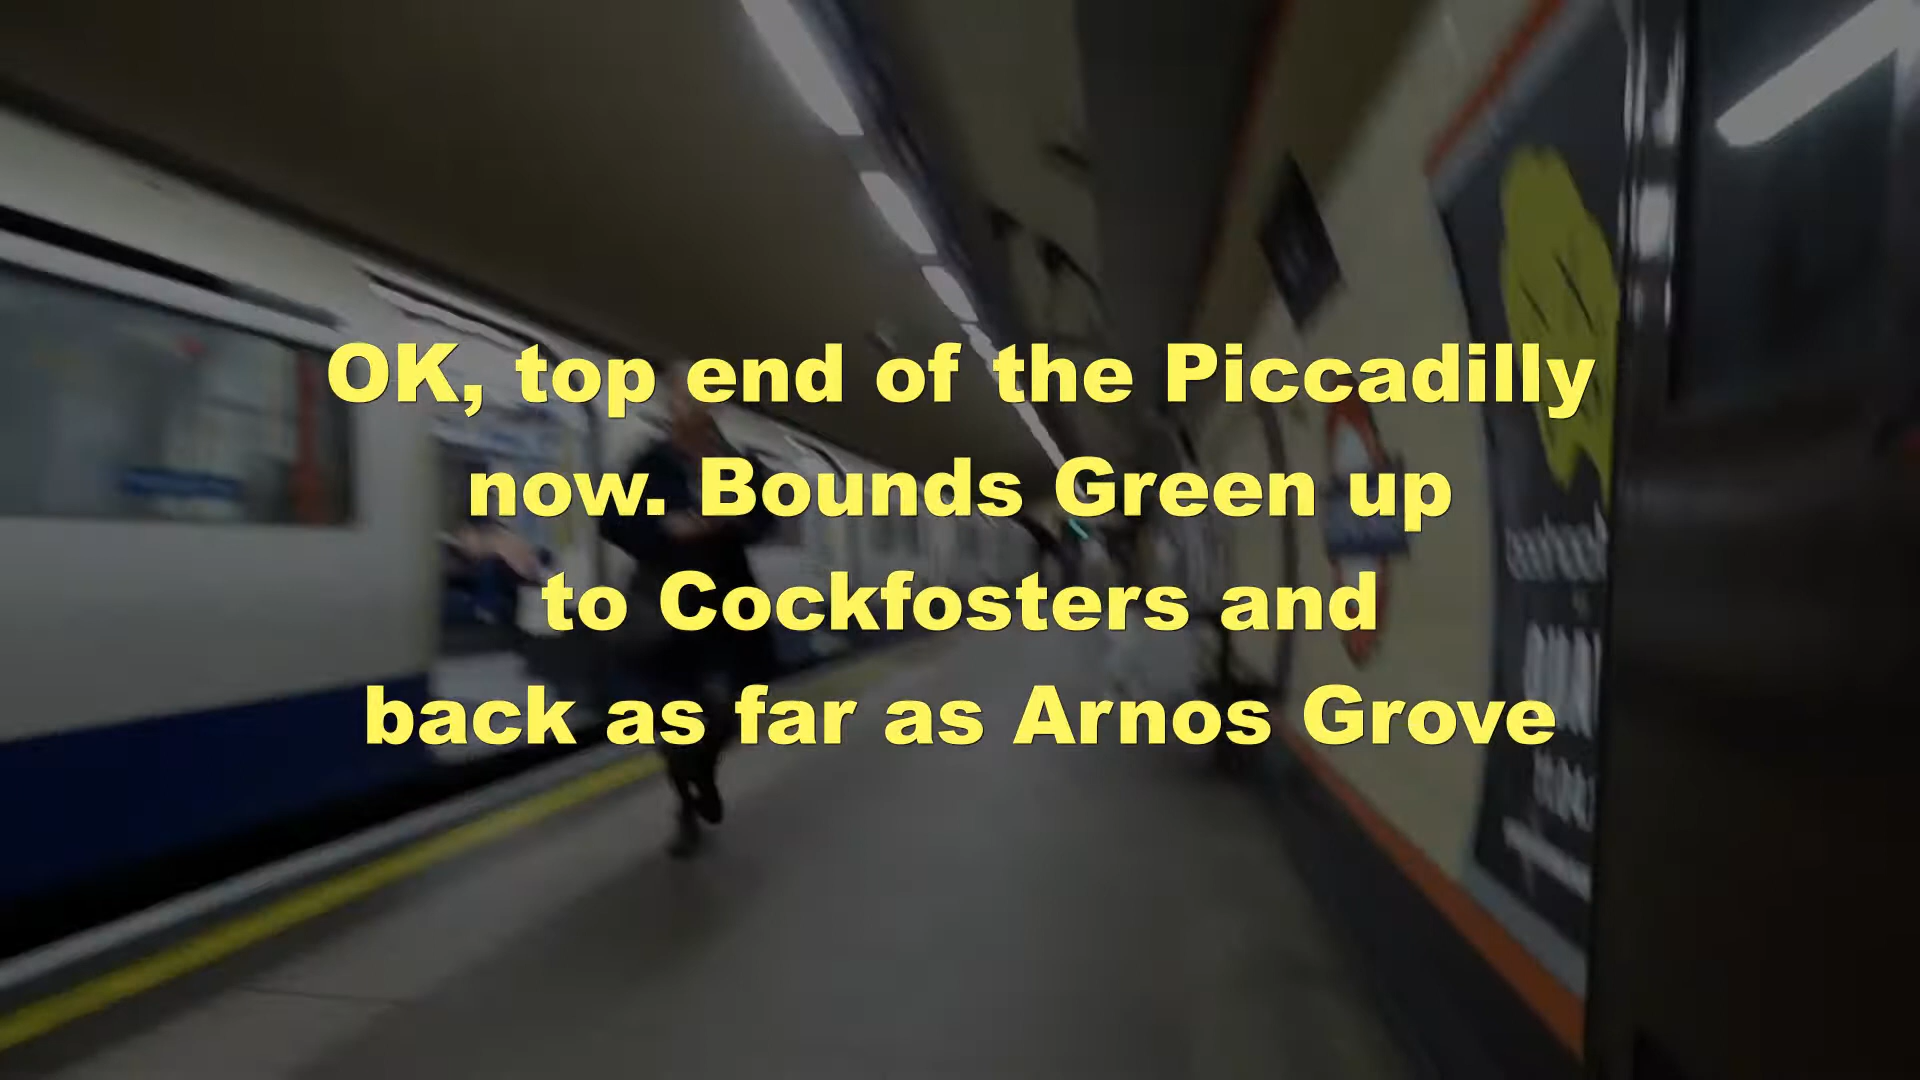 OK, top end of the Piccadilly
now. Bounds Green up
to Cockfosters and
back as far as Arnos Grove